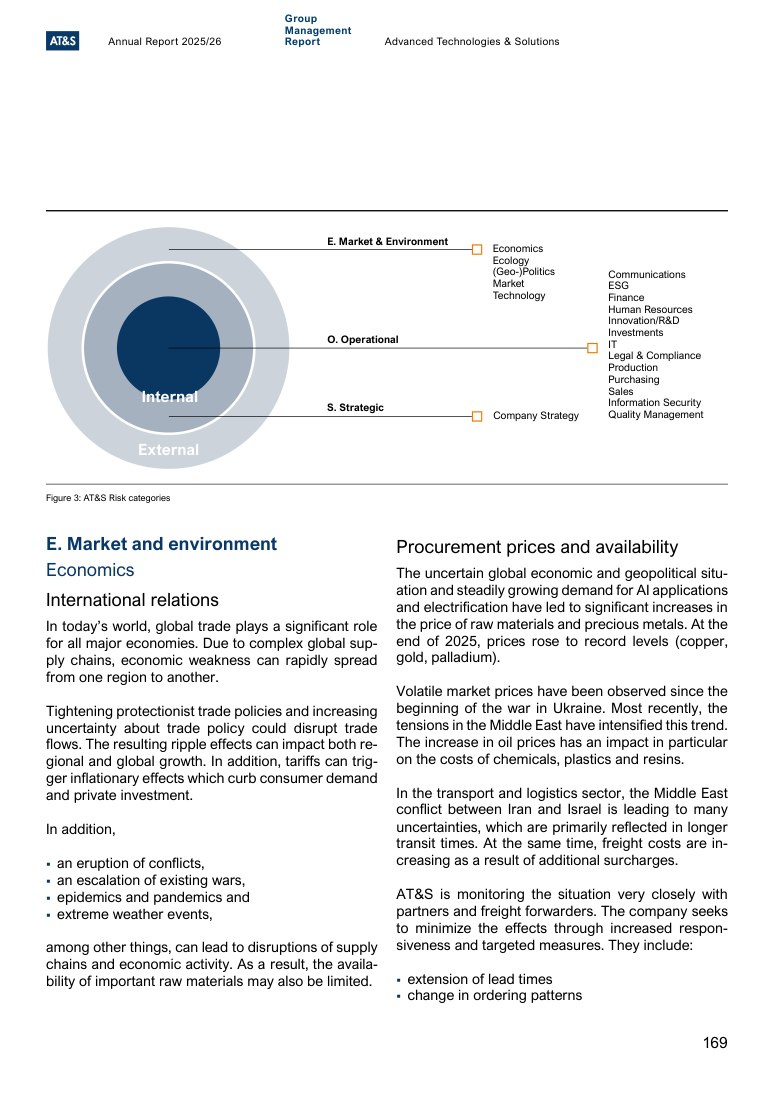 AT&S
Annual Report 2025/26
Group
Management
Report
Advanced Technologies & Solutions
E. Market & Environment
Economics
Ecology
(Geo-)Politics
Market
Technology
O. Operational
Communications
ESG
Finance
Human Resources
Innovation/R&D
Investments
IT
Legal & Compliance
Production
Purchasing
Sales
Information Security
Quality Management
Internal
S. Strategic
Company Strategy
External
Figure 3: AT&S Risk categories
E. Market and environment
Economics
International relations
In today’s world, global trade plays a significant role
for all major economies. Due to complex global sup-
ply chains, economic weakness can rapidly spread
from one region to another.
Tightening protectionist trade policies and increasing
uncertainty about trade policy could disrupt trade
flows. The resulting ripple effects can impact both re-
gional and global growth. In addition, tariffs can trig-
ger inflationary effects which curb consumer demand
and private investment.
In addition,
▪ an eruption of conflicts,
▪ an escalation of existing wars,
▪ epidemics and pandemics and
▪ extreme weather events,
among other things, can lead to disruptions of supply
chains and economic activity. As a result, the availa-
bility of important raw materials may also be limited.
Procurement prices and availability
The uncertain global economic and geopolitical situ-
ation and steadily growing demand for AI applications
and electrification have led to significant increases in
the price of raw materials and precious metals. At the
end of 2025, prices rose to record levels (copper,
gold, palladium).
Volatile market prices have been observed since the
beginning of the war in Ukraine. Most recently, the
tensions in the Middle East have intensified this trend.
The increase in oil prices has an impact in particular
on the costs of chemicals, plastics and resins.
In the transport and logistics sector, the Middle East
conflict between Iran and Israel is leading to many
uncertainties, which are primarily reflected in longer
transit times. At the same time, freight costs are in-
creasing as a result of additional surcharges.
AT&S is monitoring the situation very closely with
partners and freight forwarders. The company seeks
to minimize the effects through increased respon-
siveness and targeted measures. They include:
▪ extension of lead times
▪ change in ordering patterns
169